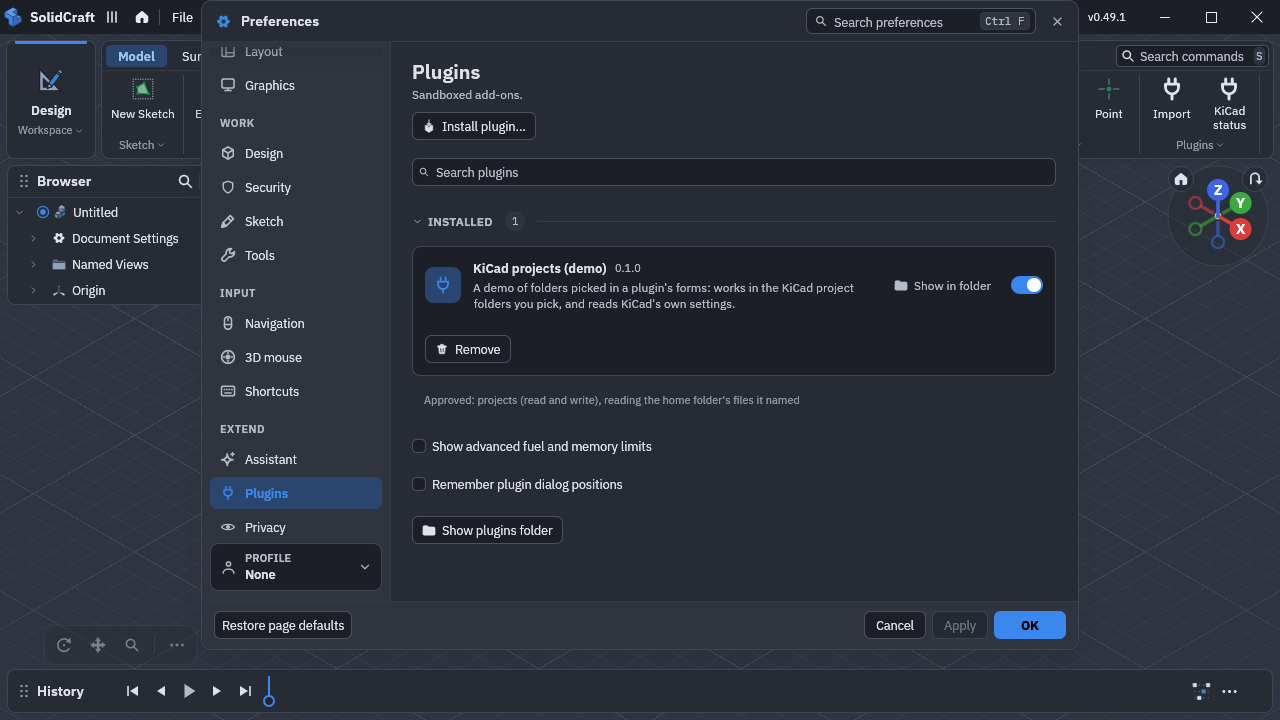 SolidCraft
File
Preferences
Search preferences
Ctrl F
v0.49.1
Model
Design
Workspace
New Sketch
Sketch
Search commands
S
Point
Import
KiCad
status
Plugins
Browser
Untitled
Document Settings
Named Views
Origin
Layout
Graphics
WORK
Design
Security
Sketch
Tools
INPUT
Navigation
3D mouse
Shortcuts
EXTEND
Assistant
Plugins
Privacy
PROFILE
None
Plugins
Sandboxed add-ons.
Install plugin...
Search plugins
INSTALLED 1
KiCad projects (demo) 0.1.0
A demo of folders picked in a plugin's forms: works in the KiCad project
folders you pick, and reads KiCad's own settings.
Show in folder
Remove
Approved: projects (read and write), reading the home folder's files it named
Show advanced fuel and memory limits
Remember plugin dialog positions
Show plugins folder
Restore page defaults
Cancel
Apply
OK
Z
Y
X
History